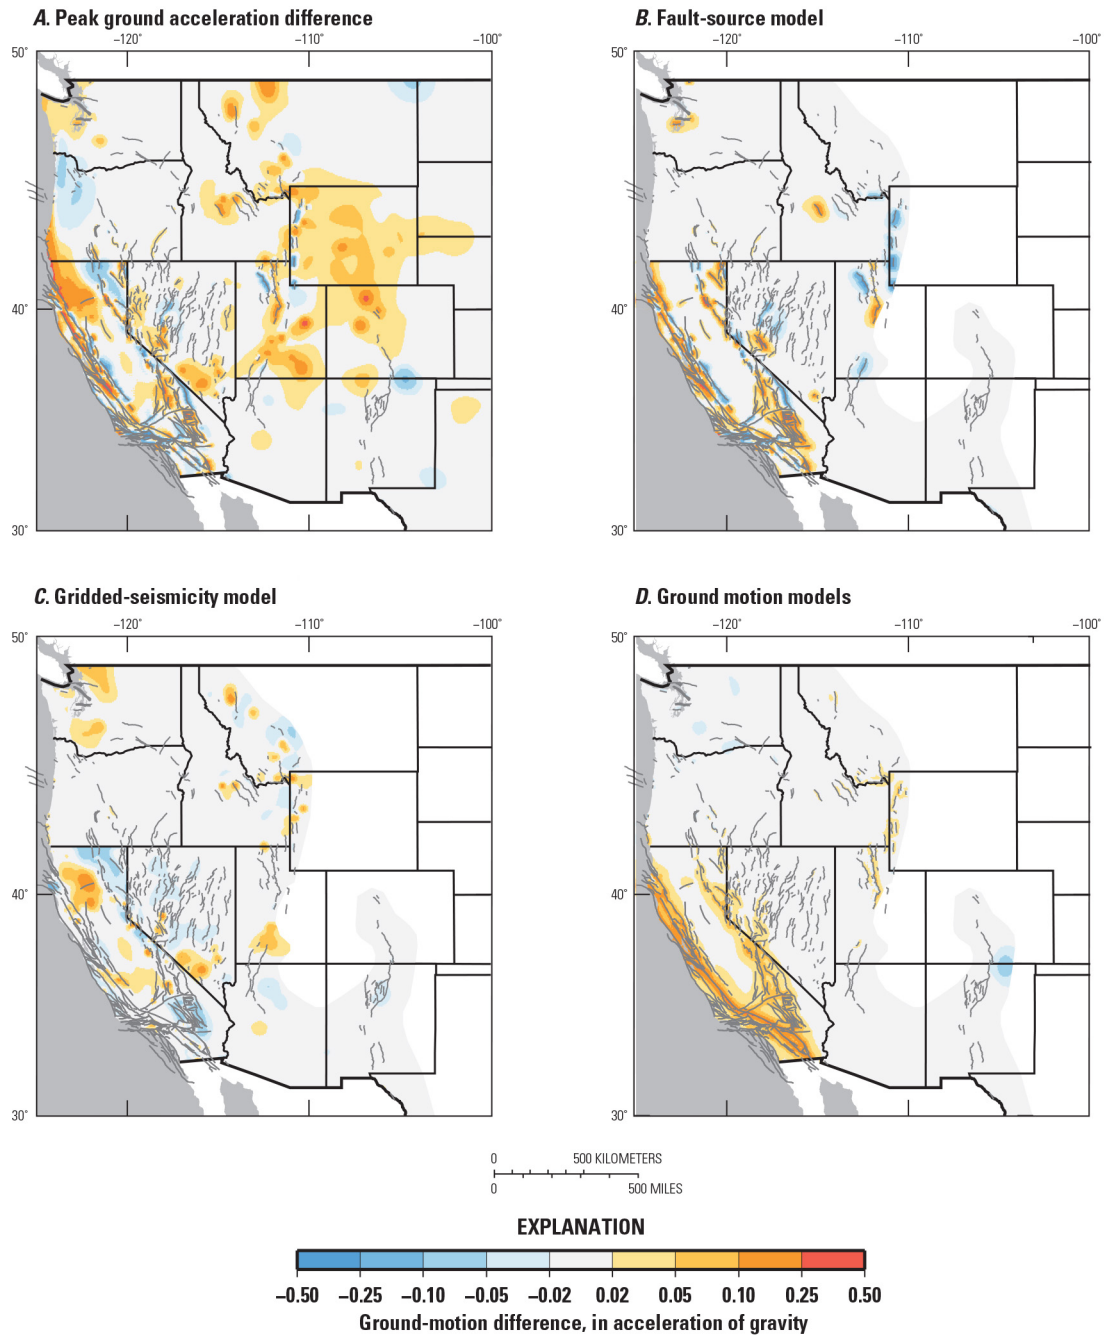 A. Peak ground acceleration difference
−120°
−110°
−100°
50°
40°
30°
B. Fault-source model
−120°
−110°
−100°
50°
40°
30°
C. Gridded-seismicity model
−120°
−110°
−100°
50°
40°
30°
D. Ground motion models
−120°
−110°
−100°
50°
40°
30°
0 500 KILOMETERS
0 500 MILES
EXPLANATION
−0.50 −0.25 −0.10 −0.05 −0.02 0.02 0.05 0.10 0.25 0.50
Ground-motion difference, in acceleration of gravity